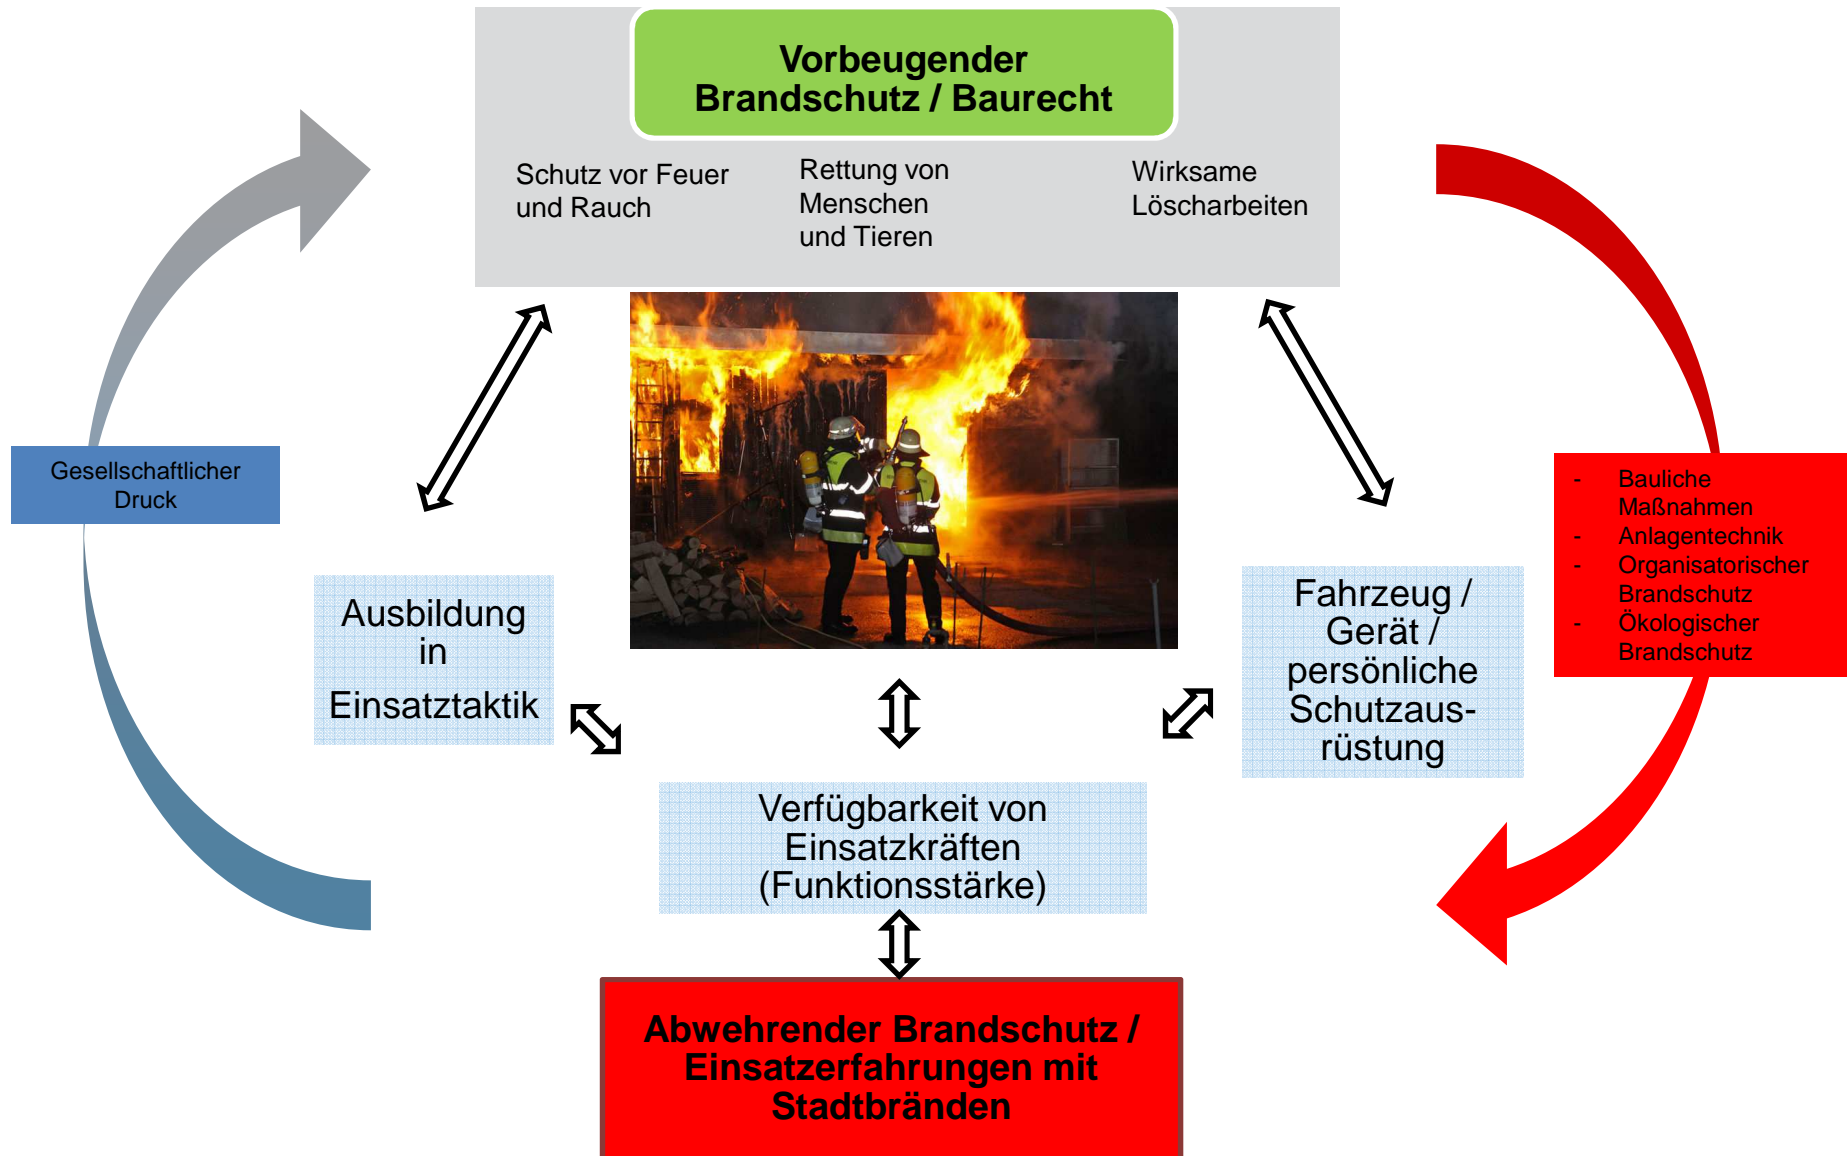 Vorbeugender
Brandschutz / Baurecht
Schutz vor Feuer
und Rauch
Rettung von
Menschen
und Tieren
Wirksame
Löscharbeiten
Gesellschaftlicher
Druck
- Bauliche
Maßnahmen
- Anlagentechnik
- Organisatorischer
Brandschutz
- Ökologischer
Brandschutz
Ausbildung
in
Einsatztaktik
Fahrzeug /
Gerät /
persönliche
Schutzaus-
rüstung
Verfügbarkeit von
Einsatzkräften
(Funktionsstärke)
Abwehrender Brandschutz /
Einsatzerfahrungen mit
Stadtbränden